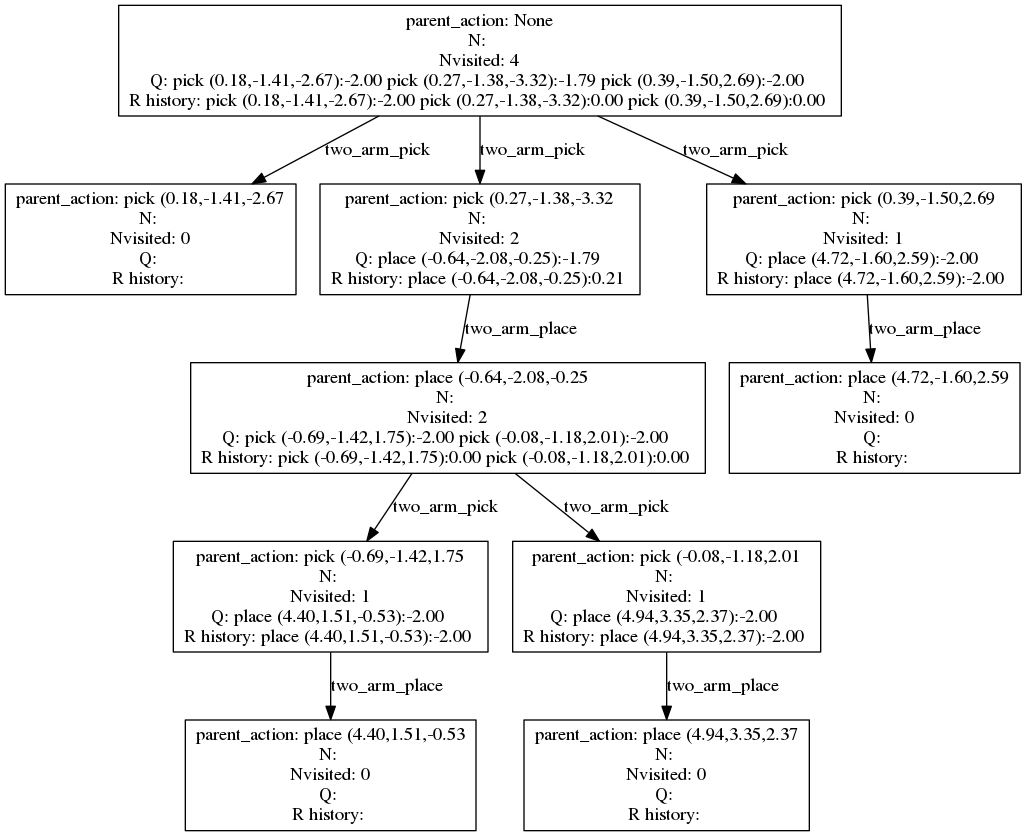 parent_action: None
N:
Nvisited: 4
Q: pick (0.18,-1.41,-2.67):-2.00 pick (0.27,-1.38,-3.32):-1.79 pick (0.39,-1.50,2.69):-2.00
R history: pick (0.18,-1.41,-2.67):-2.00 pick (0.27,-1.38,-3.32):0.00 pick (0.39,-1.50,2.69):0.00
two_arm_pick
two_arm_pick
two_arm_pick
parent_action: pick (0.18,-1.41,-2.67
N:
Nvisited: 0
Q:
R history:
parent_action: pick (0.27,-1.38,-3.32
N:
Nvisited: 2
Q: place (-0.64,-2.08,-0.25):-1.79
R history: place (-0.64,-2.08,-0.25):0.21
parent_action: pick (0.39,-1.50,2.69
N:
Nvisited: 1
Q: place (4.72,-1.60,2.59):-2.00
R history: place (4.72,-1.60,2.59):-2.00
two_arm_place
two_arm_place
parent_action: place (-0.64,-2.08,-0.25
N:
Nvisited: 2
Q: pick (-0.69,-1.42,1.75):-2.00 pick (-0.08,-1.18,2.01):-2.00
R history: pick (-0.69,-1.42,1.75):0.00 pick (-0.08,-1.18,2.01):0.00
parent_action: place (4.72,-1.60,2.59
N:
Nvisited: 0
Q:
R history:
two_arm_pick
two_arm_pick
parent_action: pick (-0.69,-1.42,1.75
N:
Nvisited: 1
Q: place (4.40,1.51,-0.53):-2.00
R history: place (4.40,1.51,-0.53):-2.00
parent_action: pick (-0.08,-1.18,2.01
N:
Nvisited: 1
Q: place (4.94,3.35,2.37):-2.00
R history: place (4.94,3.35,2.37):-2.00
two_arm_place
two_arm_place
parent_action: place (4.40,1.51,-0.53
N:
Nvisited: 0
Q:
R history:
parent_action: place (4.94,3.35,2.37
N:
Nvisited: 0
Q:
R history: